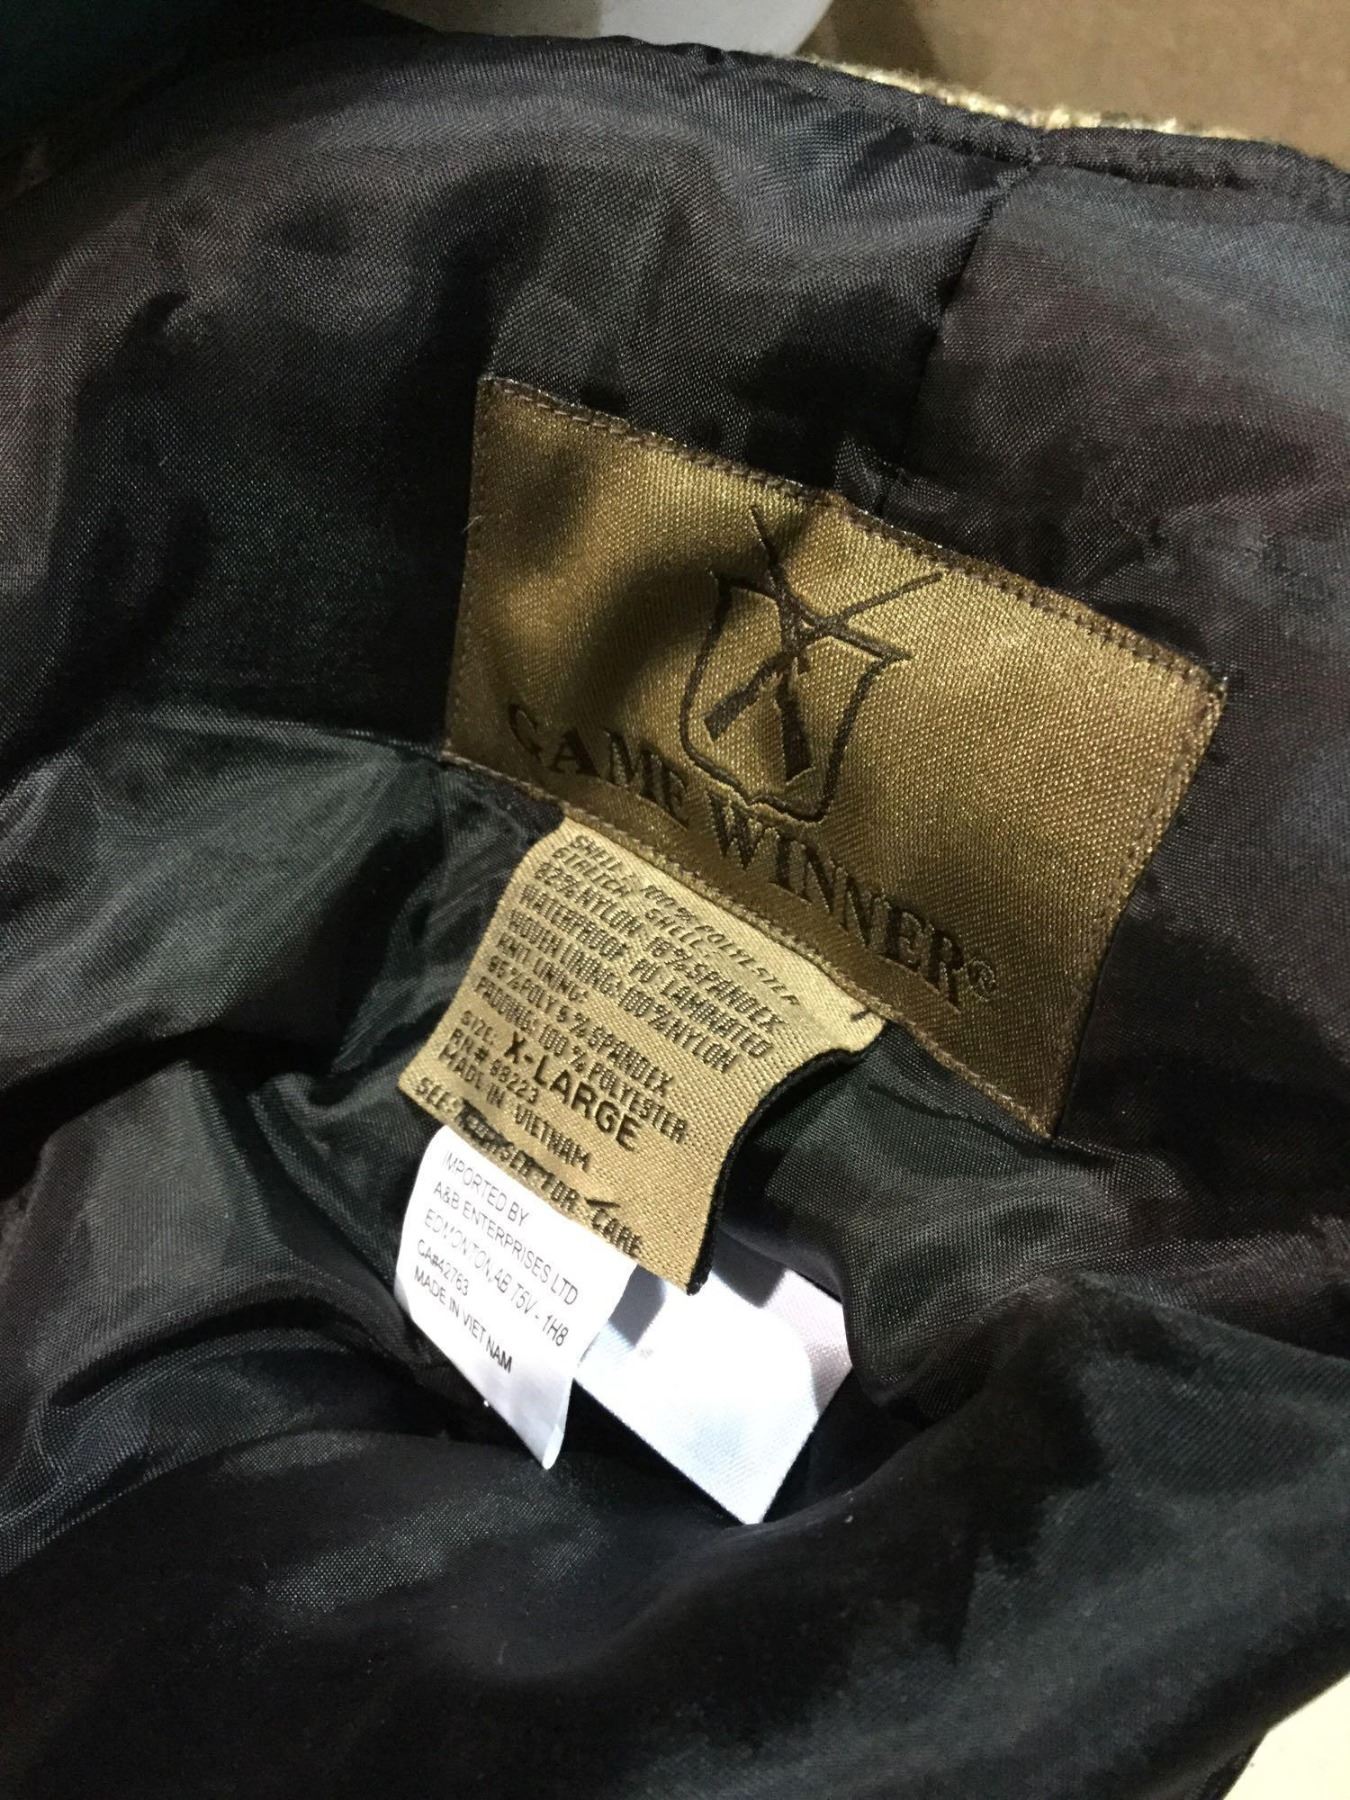 GAME WINNER®
SHELL: 100% POLYESTER
STRETCH SHELL:
82% NYLON 18% SPANDEX
WATERPROOF PU LAMINATED
WOVEN LINING: 100% NYLON
KNIT LINING:
95% POLY 5% SPANDEX
PADDING: 100% POLYESTER
SIZE: X-LARGE
RN# 68223
MADE IN VIETNAM
SEE FOR CARE
IMPORTED BY
A&B ENTERPRISES LTD
EDMONTON, AB T5V - 1H8
CA#42763
MADE IN VIET NAM